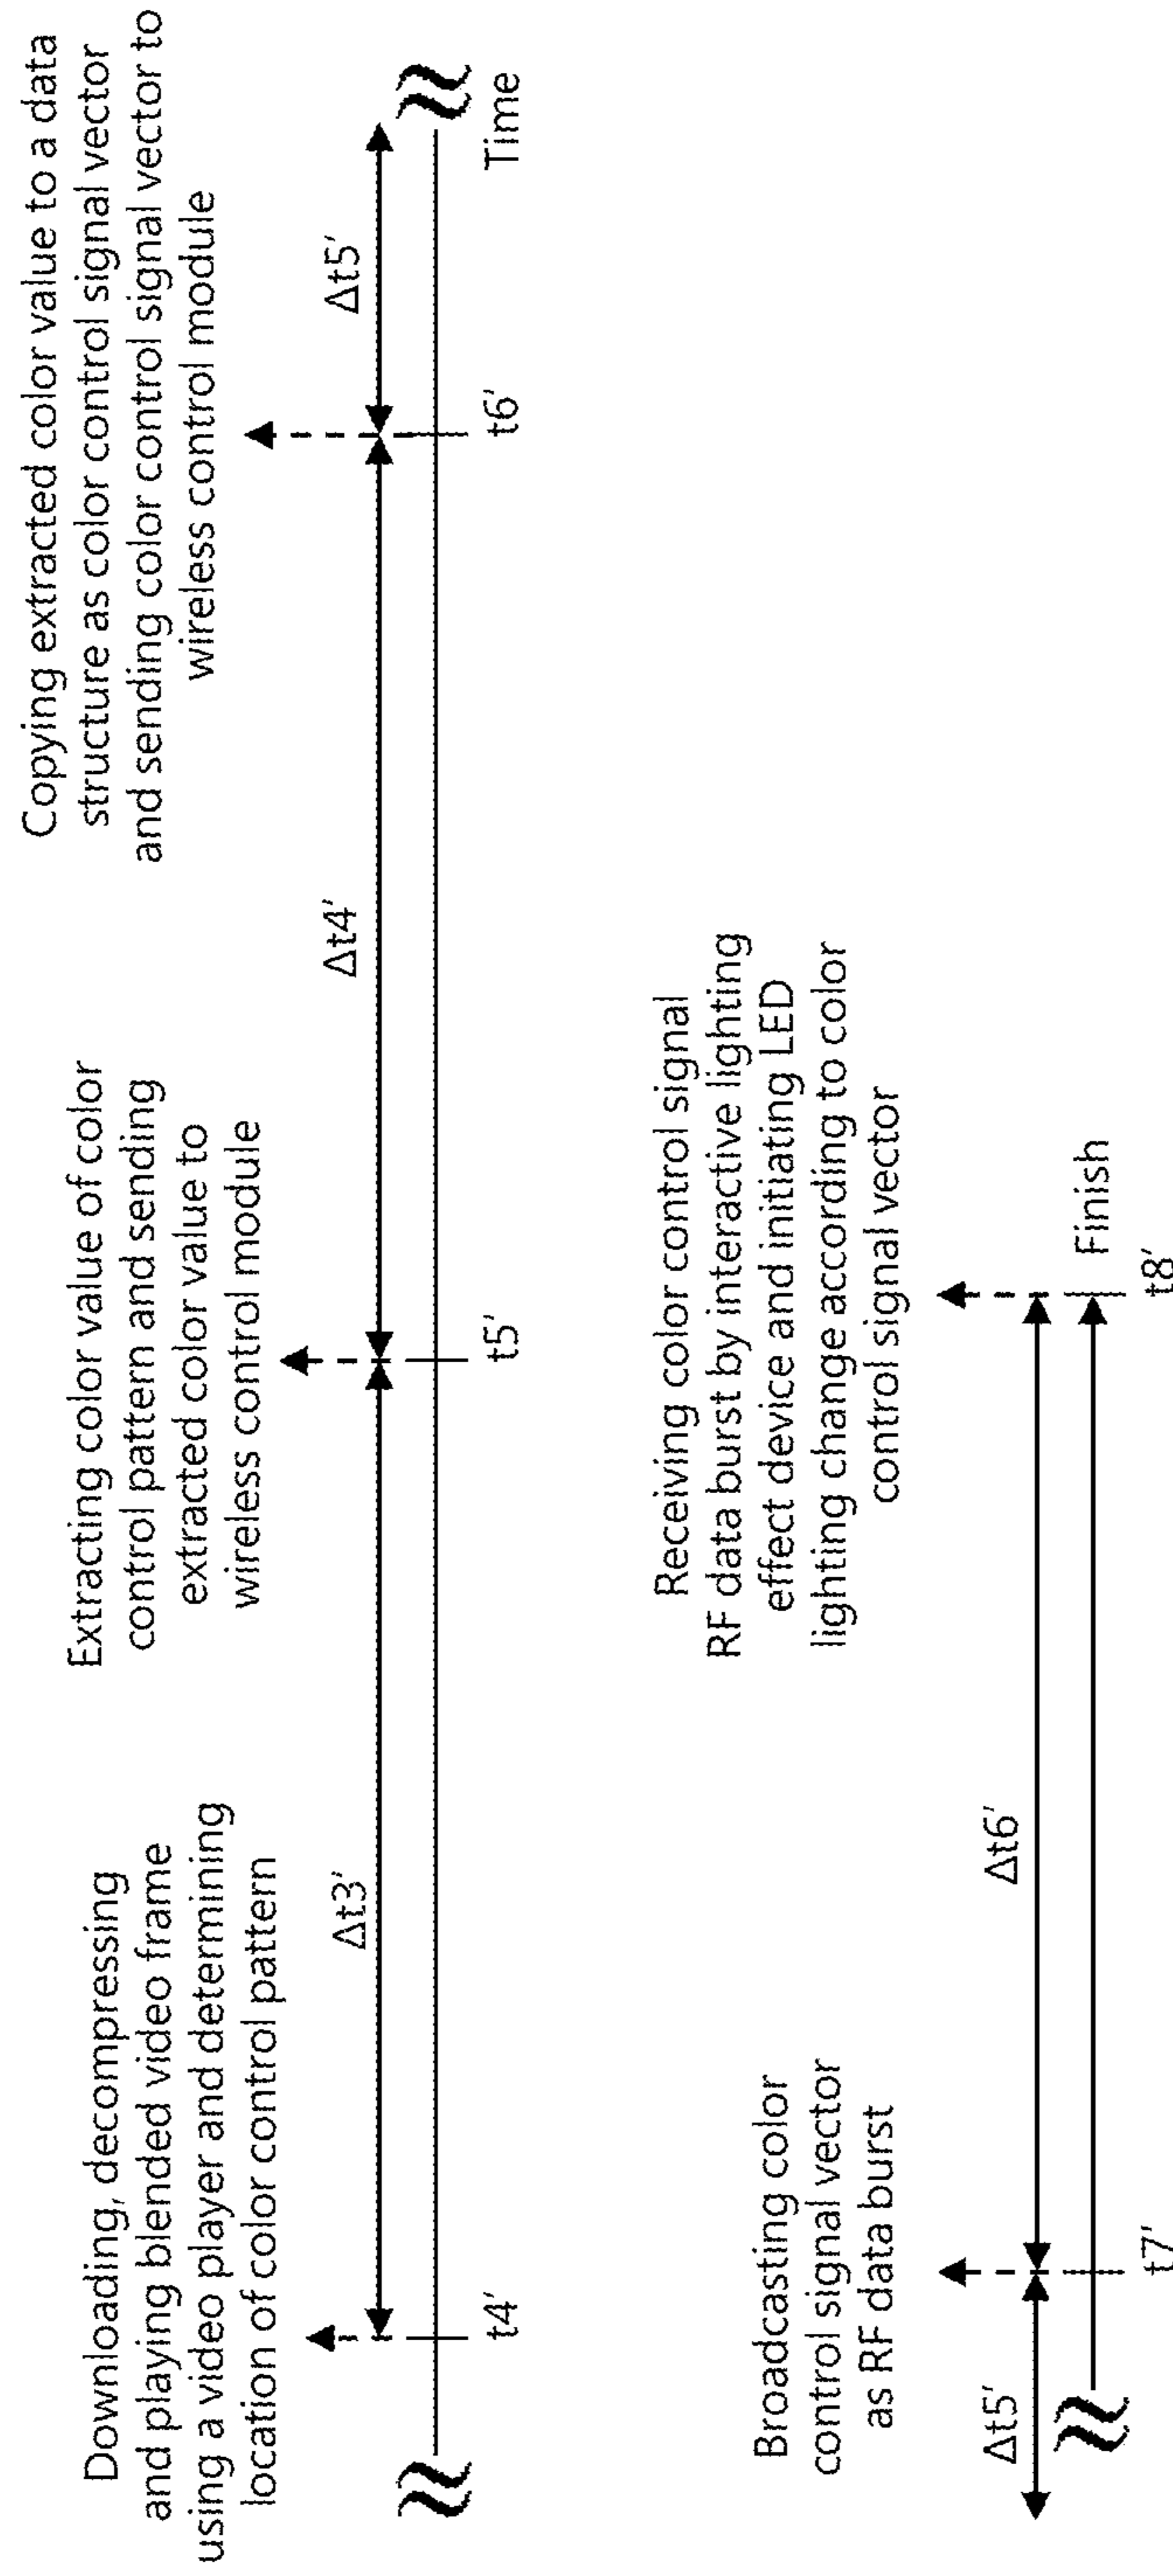 Downloading, decompressing
and playing blended video frame
using a video player and determining
location of color control pattern
Extracting color value of color
control pattern and sending
extracted color value to
wireless control module
Copying extracted color value to a data
structure as color control signal vector
and sending color control signal vector to
wireless control module
Δt3′
Δt4′
Δt5′
t4′
t5′
t6′
Time
Broadcasting color
control signal vector
as RF data burst
Receiving color control signal
RF data burst by interactive lighting
effect device and initiating LED
lighting change according to color
control signal vector
Δt5′
Δt6′
Finish
t7′
t8′